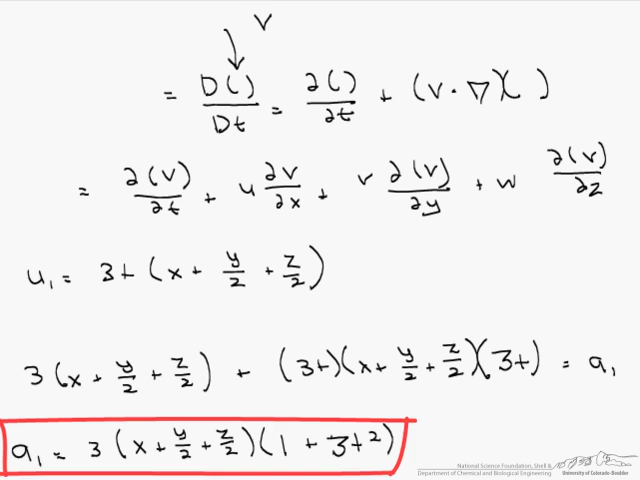 V
= D( )/Dt = ∂( )/∂t + (V · ∇)( )
= ∂(V)/∂t + u ∂V/∂x + v ∂(V)/∂y + w ∂(V)/∂z
u₁ = 3t (x + y/2 + z/2)
3 (x + y/2 + z/2) + (3t)(x + y/2 + z/2)(3t) = a₁
a₁ = 3 (x + y/2 + z/2)(1 + 3t²)
National Science Foundation, Shell &
Department of Chemical and Biological Engineering
University of Colorado-Boulder